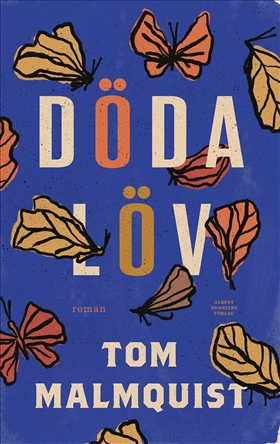 DÖDA
LÖV
roman
ALBERT
BONNIERS
FÖRLAG
TOM
MALMQUIST